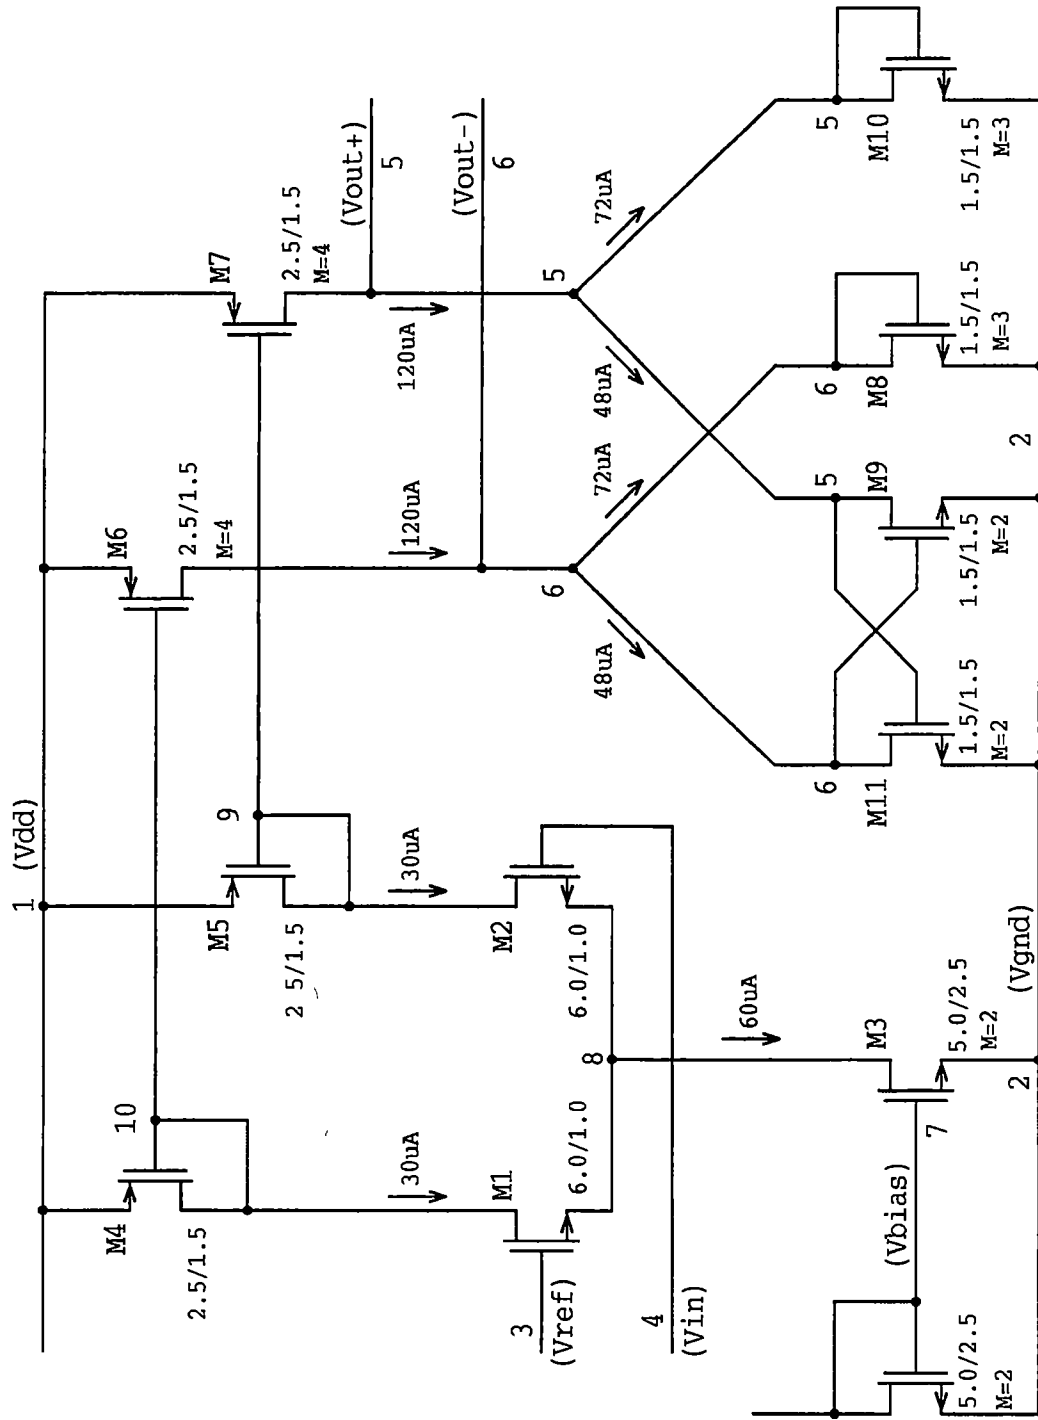 1 (Vdd)
M4
2.5/1.5
10
M5
2 5/1.5
9
M6
2.5/1.5
M=4
M7
2.5/1.5
M=4
30uA
30uA
120uA
120uA
(Vout+)
5
(Vout-)
6
M1
6.0/1.0
3
(Vref)
M2
6.0/1.0
4
(Vin)
8
60uA
6
5
48uA
72uA
48uA
72uA
(Vbias)
7
M3
5.0/2.5
M=2
2
(Vgnd)
5.0/2.5
M=2
6
M11
1.5/1.5
M=2
5
M9
1.5/1.5
M=2
2
6
M8
1.5/1.5
M=3
5
M10
1.5/1.5
M=3